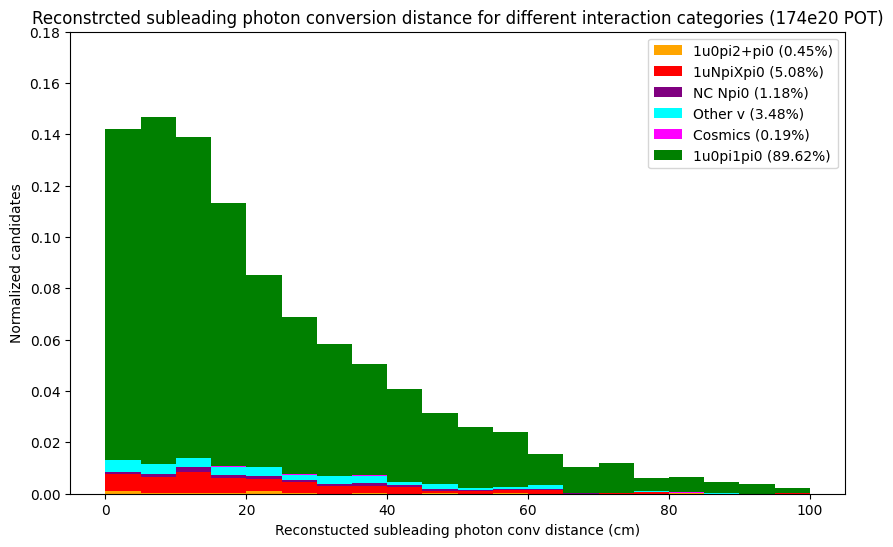 Reconstrcted subleading photon conversion distance for different interaction categories (174e20 POT)
0.18
0.16
0.14
0.12
0.10
0.08
0.06
0.04
0.02
0.00
Normalized candidates
1u0pi2+pi0 (0.45%)
1uNpiXpi0 (5.08%)
NC Npi0 (1.18%)
Other v (3.48%)
Cosmics (0.19%)
1u0pi1pi0 (89.62%)
0 20 40 60 80 100
Reconstucted subleading photon conv distance (cm)